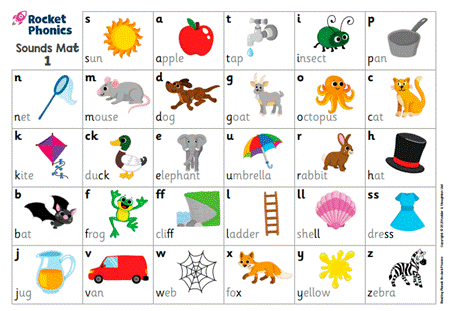 Rocket
Phonics
Sounds Mat
1
s
sun
a
apple
t
tap
i
insect
p
pan
n
net
m
mouse
d
dog
g
goat
o
octopus
c
cat
k
kite
ck
duck
e
elephant
u
umbrella
r
rabbit
h
hat
b
bat
f
frog
ff
cliff
l
ladder
ll
shell
ss
dress
j
jug
v
van
w
web
x
fox
y
yellow
z
zebra